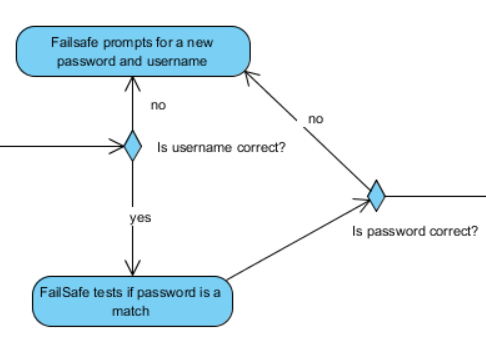 Failsafe prompts for a new
password and username
no
no
Is username correct?
yes
Is password correct?
FailSafe tests if password is a
match